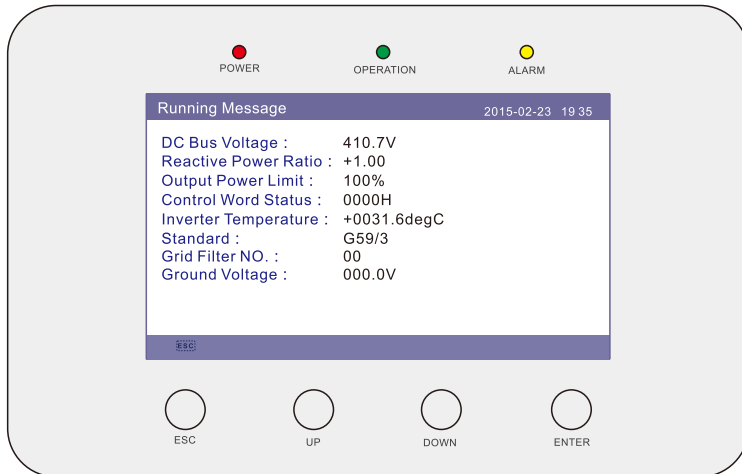 POWER OPERATION ALARM
Running Message 2015-02-23 19 35
DC Bus Voltage : 410.7V
Reactive Power Ratio : +1.00
Output Power Limit : 100%
Control Word Status : 0000H
Inverter Temperature : +0031.6degC
Standard : G59/3
Grid Filter NO. : 00
Ground Voltage : 000.0V
ESC
ESC UP DOWN ENTER